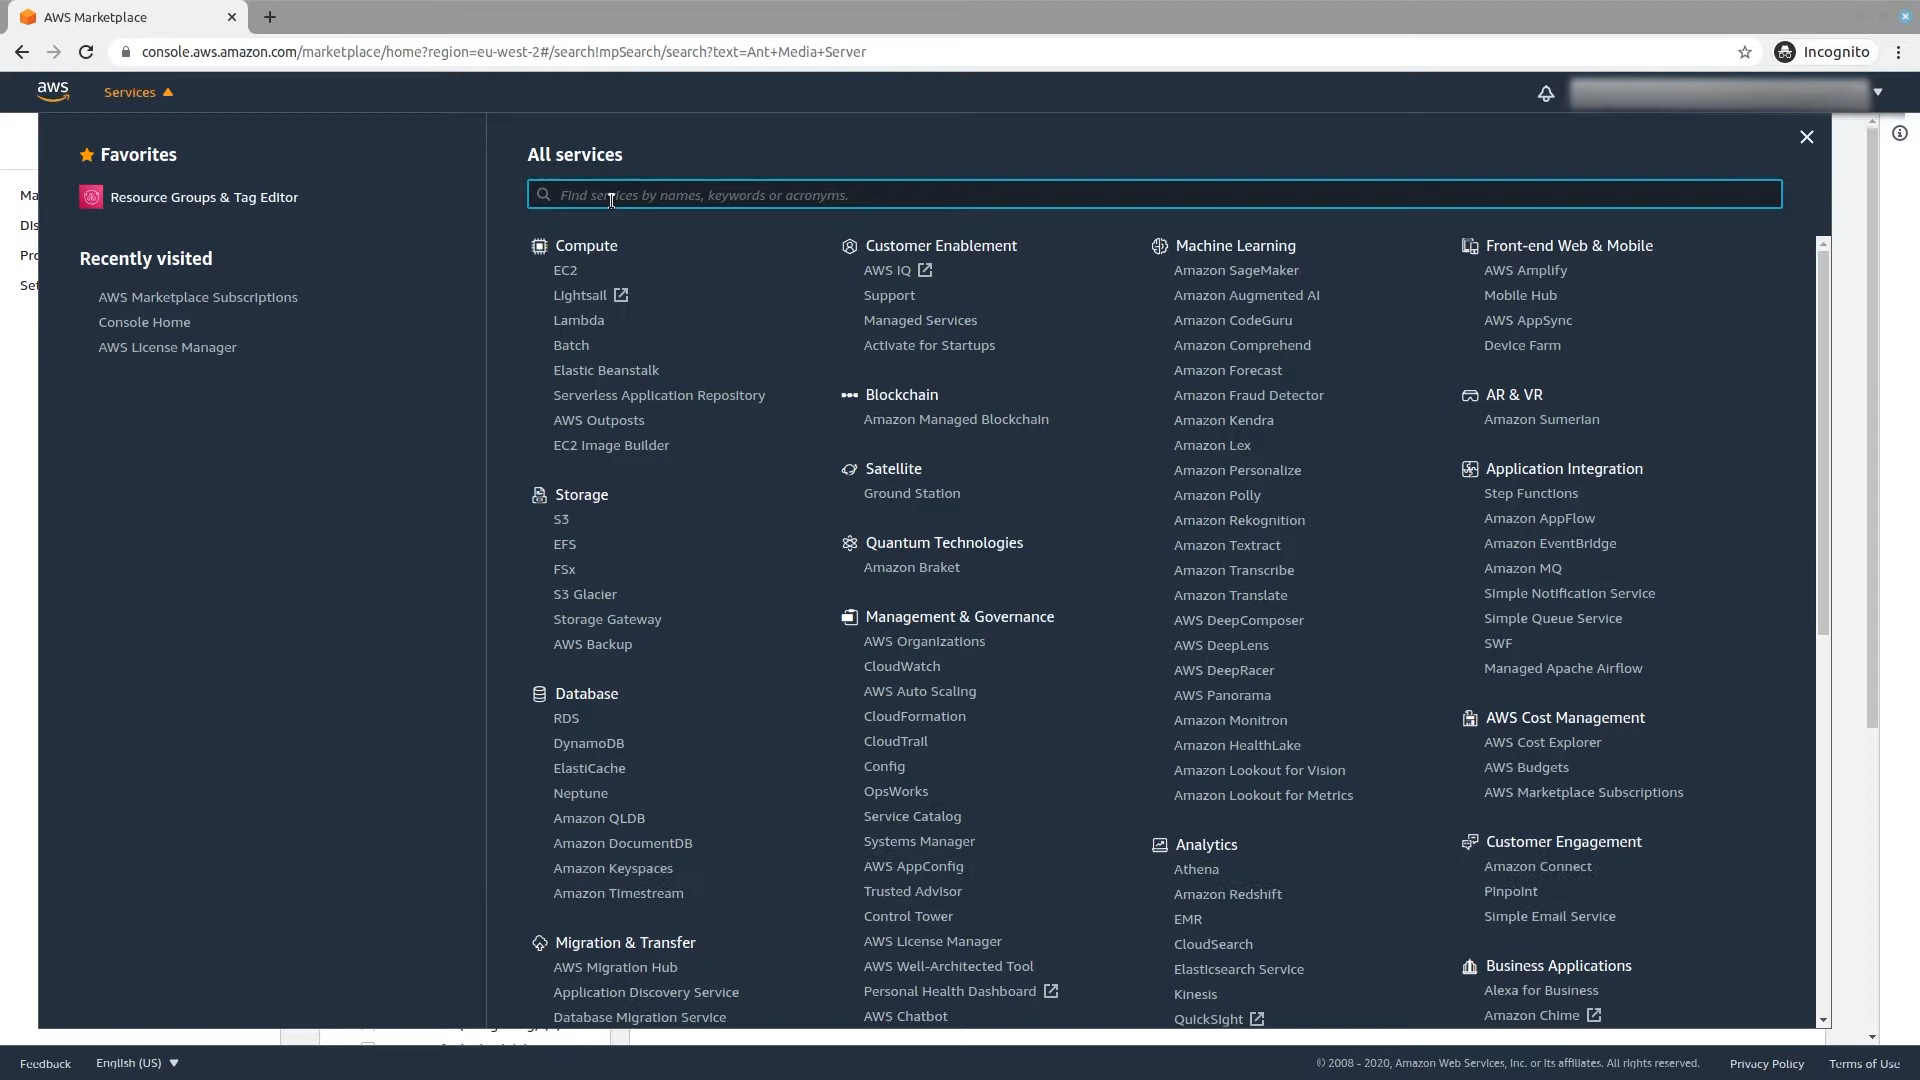 AWS Marketplace
console.aws.amazon.com/marketplace/home?region=eu-west-2#/search!mpSearch/search?text=Ant+Media+Server
Incognito
aws
Services
Ma
Dis
Pro
Set
Favorites
Resource Groups & Tag Editor
Recently visited
AWS Marketplace Subscriptions
Console Home
AWS License Manager
All services
Find services by names, keywords or acronyms.
Compute
EC2
Lightsail
Lambda
Batch
Elastic Beanstalk
Serverless Application Repository
AWS Outposts
EC2 Image Builder
Storage
S3
EFS
FSx
S3 Glacier
Storage Gateway
AWS Backup
Database
RDS
DynamoDB
ElastiCache
Neptune
Amazon QLDB
Amazon DocumentDB
Amazon Keyspaces
Amazon Timestream
Migration & Transfer
AWS Migration Hub
Application Discovery Service
Database Migration Service
Customer Enablement
AWS IQ
Support
Managed Services
Activate for Startups
Blockchain
Amazon Managed Blockchain
Satellite
Ground Station
Quantum Technologies
Amazon Braket
Management & Governance
AWS Organizations
CloudWatch
AWS Auto Scaling
CloudFormation
CloudTrail
Config
OpsWorks
Service Catalog
Systems Manager
AWS AppConfig
Trusted Advisor
Control Tower
AWS License Manager
AWS Well-Architected Tool
Personal Health Dashboard
AWS Chatbot
Machine Learning
Amazon SageMaker
Amazon Augmented AI
Amazon CodeGuru
Amazon Comprehend
Amazon Forecast
Amazon Fraud Detector
Amazon Kendra
Amazon Lex
Amazon Personalize
Amazon Polly
Amazon Rekognition
Amazon Textract
Amazon Transcribe
Amazon Translate
AWS DeepComposer
AWS DeepLens
AWS DeepRacer
AWS Panorama
Amazon Monitron
Amazon HealthLake
Amazon Lookout for Vision
Amazon Lookout for Metrics
Analytics
Athena
Amazon Redshift
EMR
CloudSearch
Elasticsearch Service
Kinesis
QuickSight
Front-end Web & Mobile
AWS Amplify
Mobile Hub
AWS AppSync
Device Farm
AR & VR
Amazon Sumerian
Application Integration
Step Functions
Amazon AppFlow
Amazon EventBridge
Amazon MQ
Simple Notification Service
Simple Queue Service
SWF
Managed Apache Airflow
AWS Cost Management
AWS Cost Explorer
AWS Budgets
AWS Marketplace Subscriptions
Customer Engagement
Amazon Connect
Pinpoint
Simple Email Service
Business Applications
Alexa for Business
Amazon Chime
Feedback
English (US)
© 2008 - 2020, Amazon Web Services, Inc. or its affiliates. All rights reserved.
Privacy Policy
Terms of Use